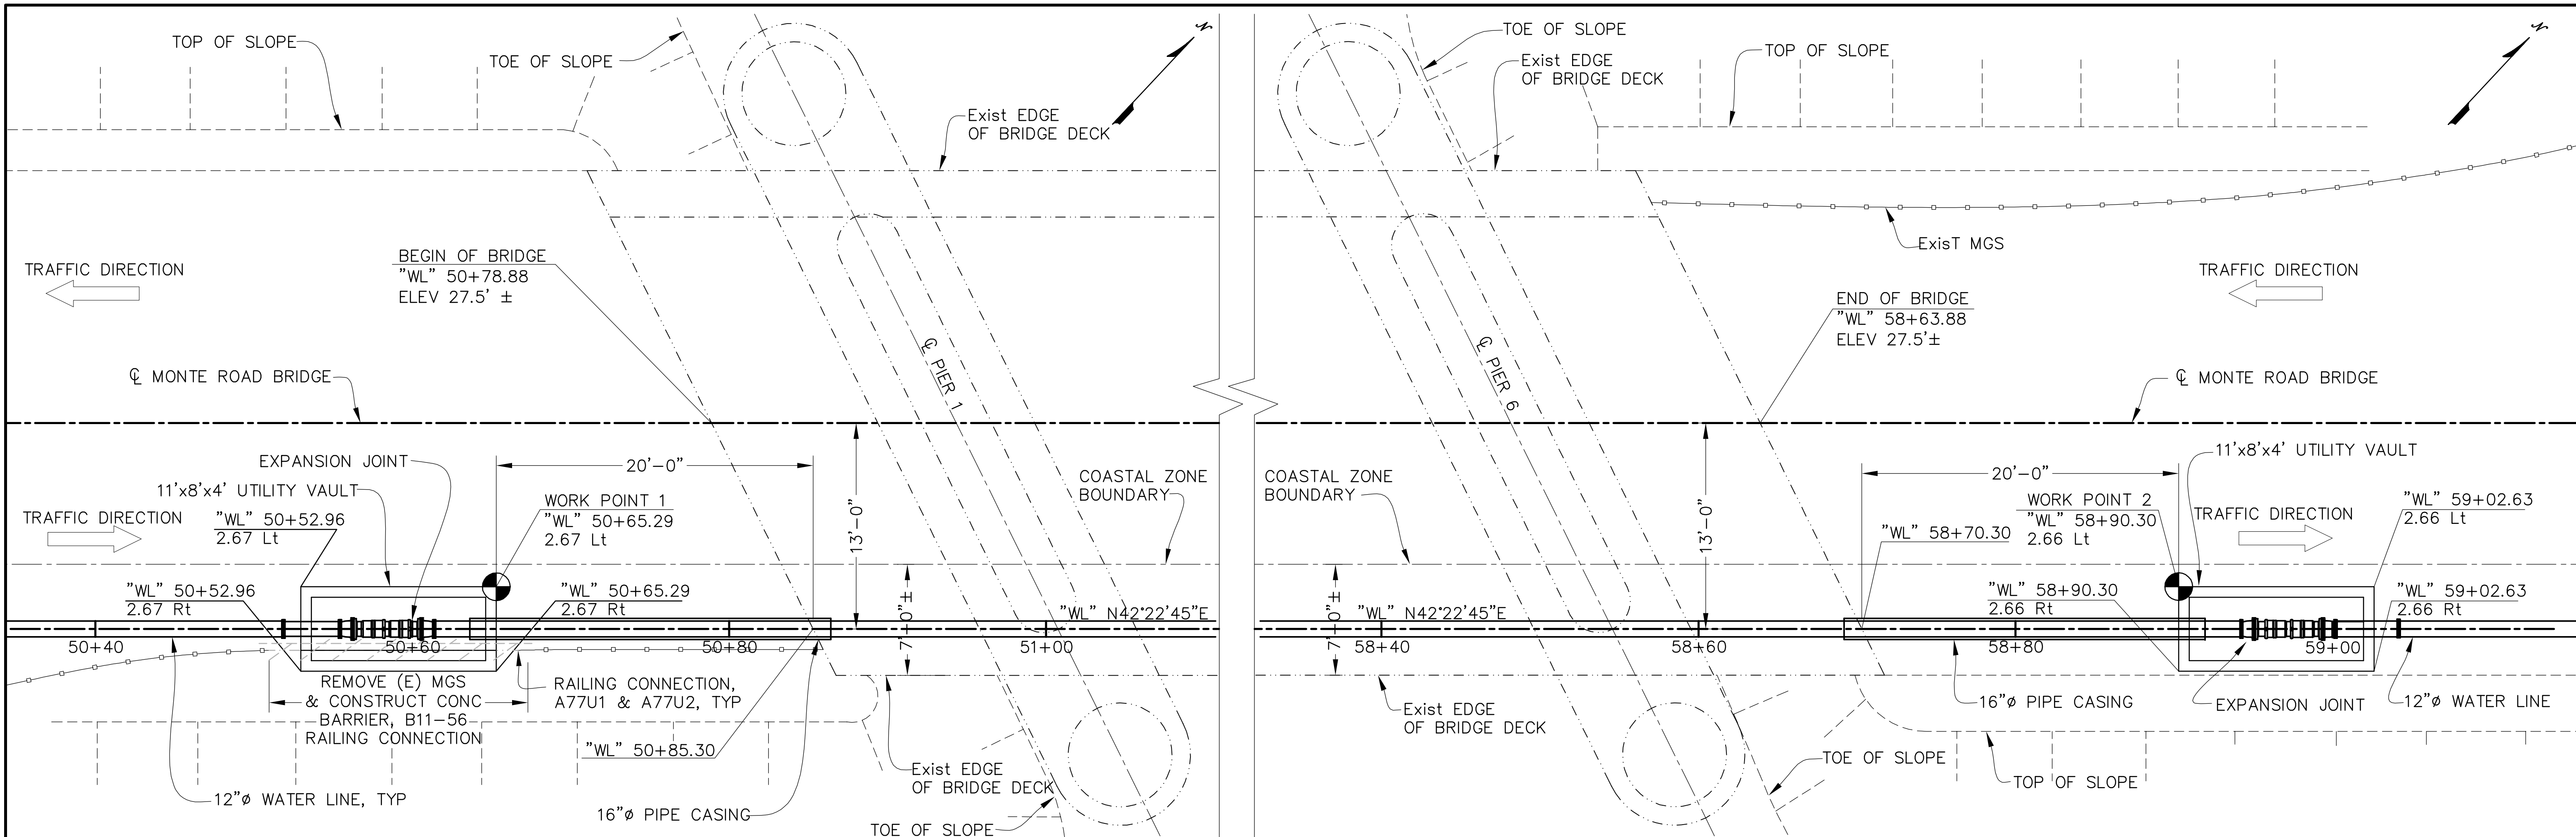 TOP OF SLOPE
TOE OF SLOPE
N
Exist EDGE
OF BRIDGE DECK
BEGIN OF BRIDGE
"WL" 50+78.88
ELEV 27.5' ±
TRAFFIC DIRECTION
℄ PIER 1
℄ MONTE ROAD BRIDGE
EXPANSION JOINT
11'x8'x4' UTILITY VAULT
20'-0"
13'-0"
COASTAL ZONE
BOUNDARY
TRAFFIC DIRECTION
"WL" 50+52.96
2.67 Lt
WORK POINT 1
"WL" 50+65.29
2.67 Lt
"WL" 50+52.96
2.67 Rt
"WL" 50+65.29
2.67 Rt
7'-0"±
"WL" N42°22'45"E
50+40
50+60
50+80
51+00
REMOVE (E) MGS
& CONSTRUCT CONC
BARRIER, B11-56
RAILING CONNECTION
RAILING CONNECTION,
A77U1 & A77U2, TYP
"WL" 50+85.30
12"ø WATER LINE, TYP
16"ø PIPE CASING
Exist EDGE
OF BRIDGE DECK
TOE OF SLOPE
TOE OF SLOPE
Exist EDGE
OF BRIDGE DECK
TOP OF SLOPE
N
ExisT MGS
TRAFFIC DIRECTION
END OF BRIDGE
"WL" 58+63.88
ELEV 27.5'±
℄ PIER 6
℄ MONTE ROAD BRIDGE
COASTAL ZONE
BOUNDARY
13'-0"
20'-0"
11'x8'x4' UTILITY VAULT
WORK POINT 2
"WL" 58+90.30
2.66 Lt
"WL" 59+02.63
2.66 Lt
TRAFFIC DIRECTION
"WL" 58+70.30
"WL" 58+90.30
2.66 Rt
"WL" 59+02.63
2.66 Rt
7'-0"±
"WL" N42°22'45"E
58+40
58+60
58+80
59+00
Exist EDGE
OF BRIDGE DECK
16"ø PIPE CASING
EXPANSION JOINT
12"ø WATER LINE
TOE OF SLOPE
TOP OF SLOPE